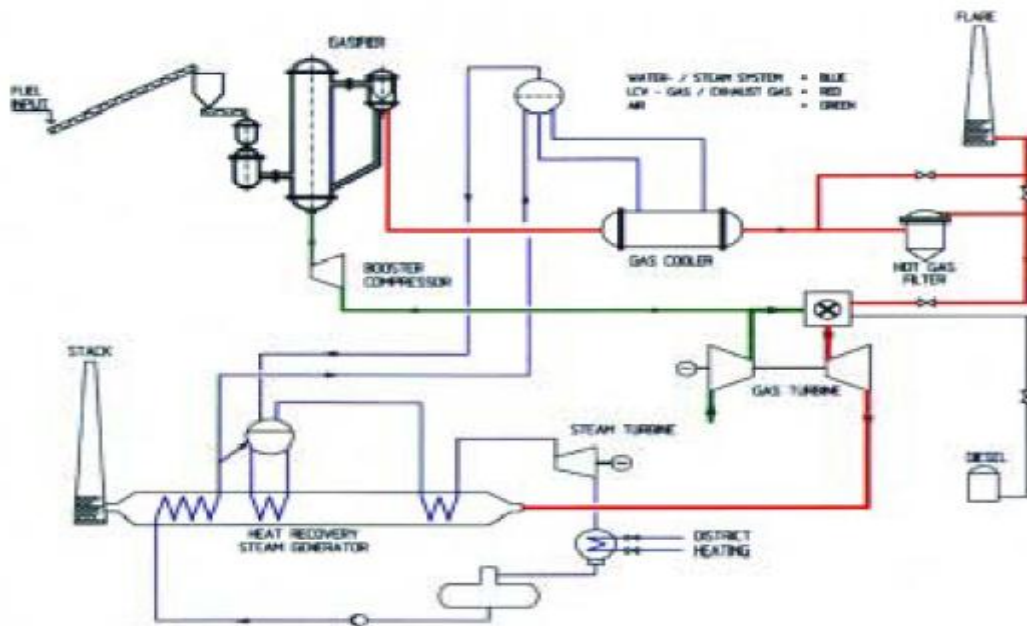 FLARE
GASIFIER
FUEL
INPUT
WATER- / STEAM SYSTEM = BLUE
LCV - GAS / EXHAUST GAS = RED
AIR = GREEN
GAS COOLER
HOT GAS
FILTER
BOOSTER
COMPRESSOR
STACK
GAS TURBINE
STEAM TURBINE
DIESEL
HEAT RECOVERY
STEAM GENERATOR
DISTRICT
HEATING